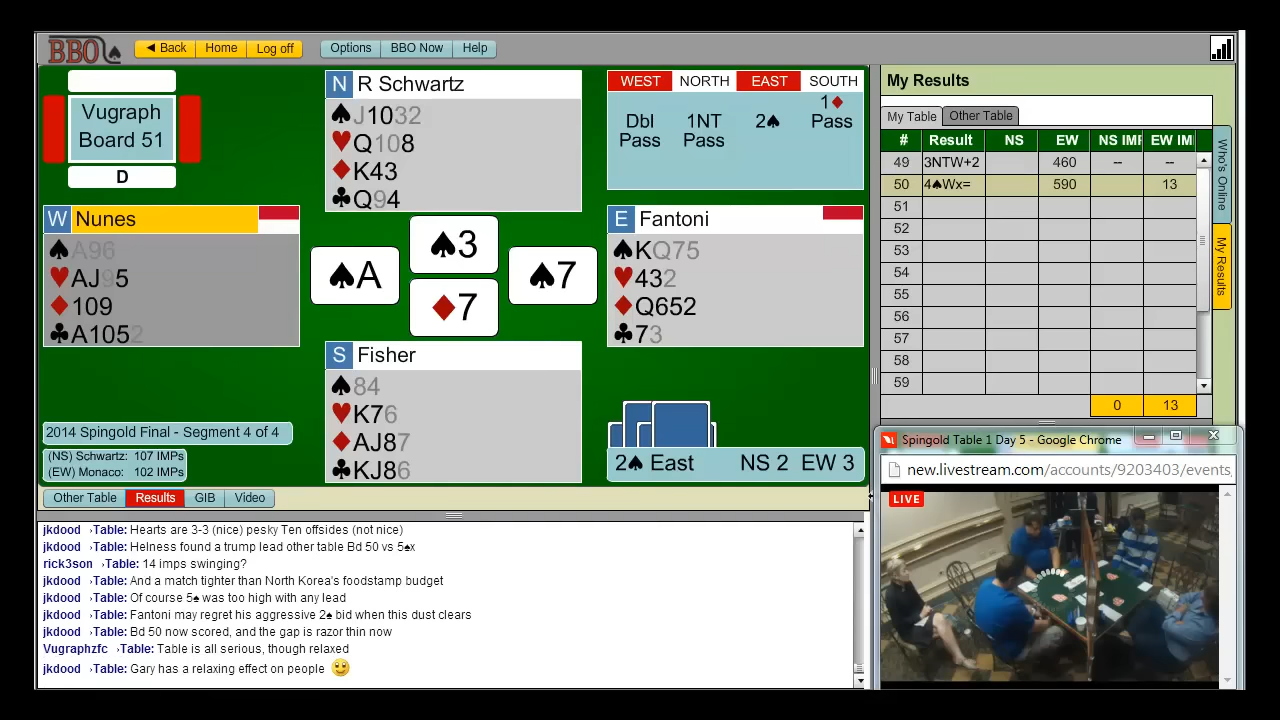 BBO
◄ Back Home Log off Options BBO Now Help
Vugraph
Board 51
D
N R Schwartz
♠J1032
♥Q108
♦K43
♣Q94
WEST NORTH EAST SOUTH
1♦
Dbl 1NT 2♠ Pass
Pass Pass
W Nunes
♠A96
♥AJ95
♦109
♣A1052
♠3
♠A
♠7
♦7
E Fantoni
♠KQ75
♥432
♦Q652
♣73
S Fisher
♠84
♥K76
♦AJ87
♣KJ86
2014 Spingold Final - Segment 4 of 4
(NS) Schwartz: 107 IMPs
(EW) Monaco: 102 IMPs
2♠ East NS 2 EW 3
Other Table Results GIB Video
jkdood ›Table: Hearts are 3-3 (nice) pesky Ten offsides (not nice)
jkdood ›Table: Helness found a trump lead other table Bd 50 vs 5♠x
rick3son ›Table: 14 imps swinging?
jkdood ›Table: And a match tighter than North Korea's foodstamp budget
jkdood ›Table: Of course 5♠ was too high with any lead
jkdood ›Table: Fantoni may regret his aggressive 2♠ bid when this dust clears
jkdood ›Table: Bd 50 now scored, and the gap is razor thin now
Vugraphzfc ›Table: Table is all serious, though relaxed
jkdood ›Table: Gary has a relaxing effect on people
My Results
My Table Other Table
# Result NS EW NS IMF EW IM
49 3NTW+2 460 -- --
50 4♠Wx= 590 13
51
52
53
54
55
56
57
58
59
0 13
Who's Online
My Results
Spingold Table 1 Day 5 - Google Chrome
new.livestream.com/accounts/9203403/events,
LIVE